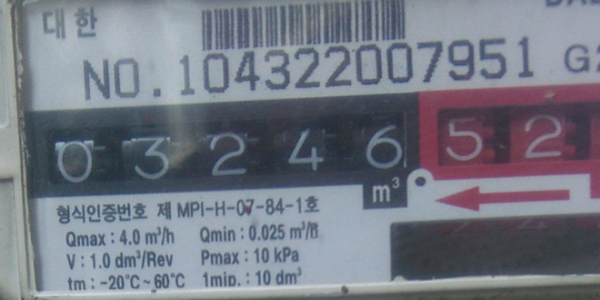 대한
NO.104322007951 G2
03246 52
m³
형식인증번호 제 MPI-H-07-84-1호
Qmax : 4.0 m³/h Qmin : 0.025 m³/h
V : 1.0 dm³/Rev Pmax : 10 kPa
tm : -20°C ~ 60°C 1mip. : 10 dm³